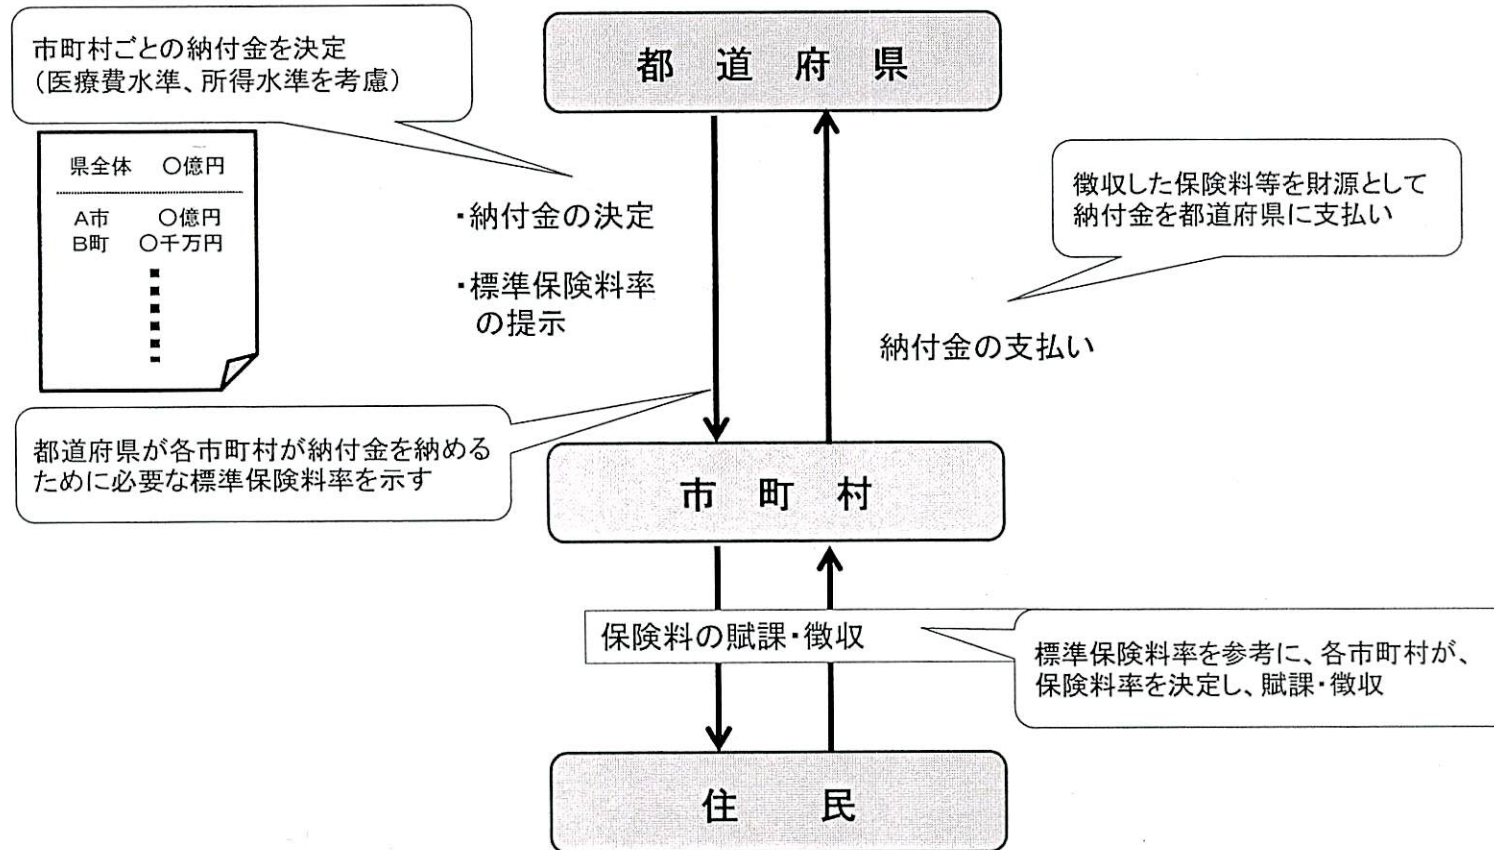 市町村ごとの納付金を決定
（医療費水準、所得水準を考慮）
都道府県
県全体　〇億円
A市　〇億円
B町　〇千万円
・納付金の決定
・標準保険料率
の提示
徴収した保険料等を財源として
納付金を都道府県に支払い
納付金の支払い
都道府県が各市町村が納付金を納める
ために必要な標準保険料率を示す
市町村
保険料の賦課・徴収
標準保険料率を参考に、各市町村が、
保険料率を決定し、賦課・徴収
住民